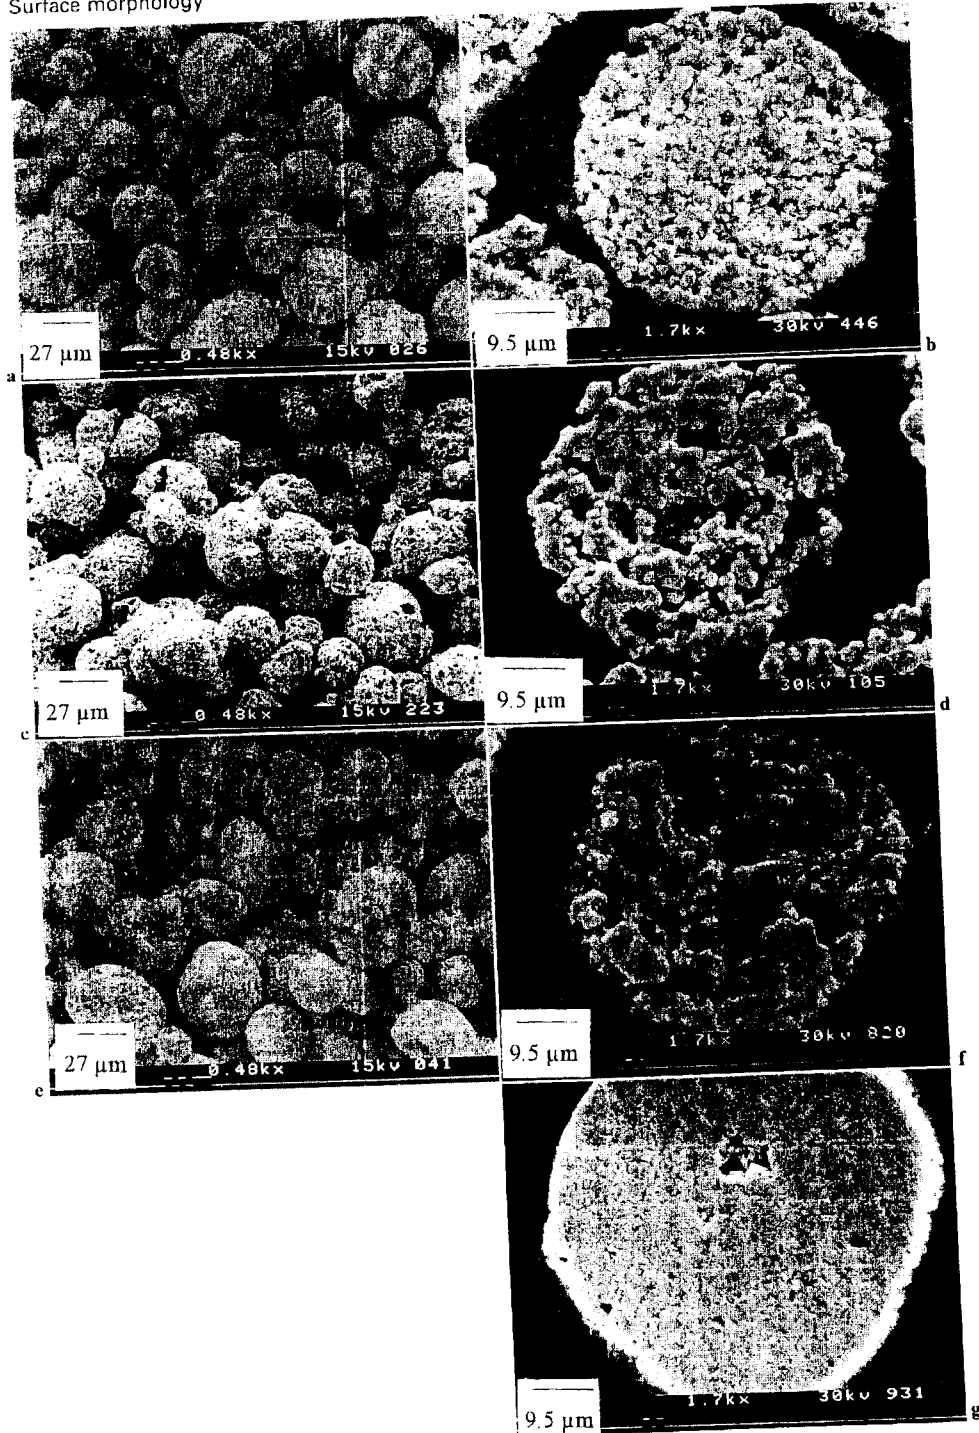 Surface morphology
27 µm
0.48kx 15kv 026
a
9.5 µm
1.7kx 30kv 446
b
27 µm
0.48kx 15kv 223
c
9.5 µm
1.7kx 30kv 105
d
27 µm
0.48kx 15kv 041
e
9.5 µm
1.7kx 30kv 820
f
9.5 µm
1.7kx 30kv 931
g